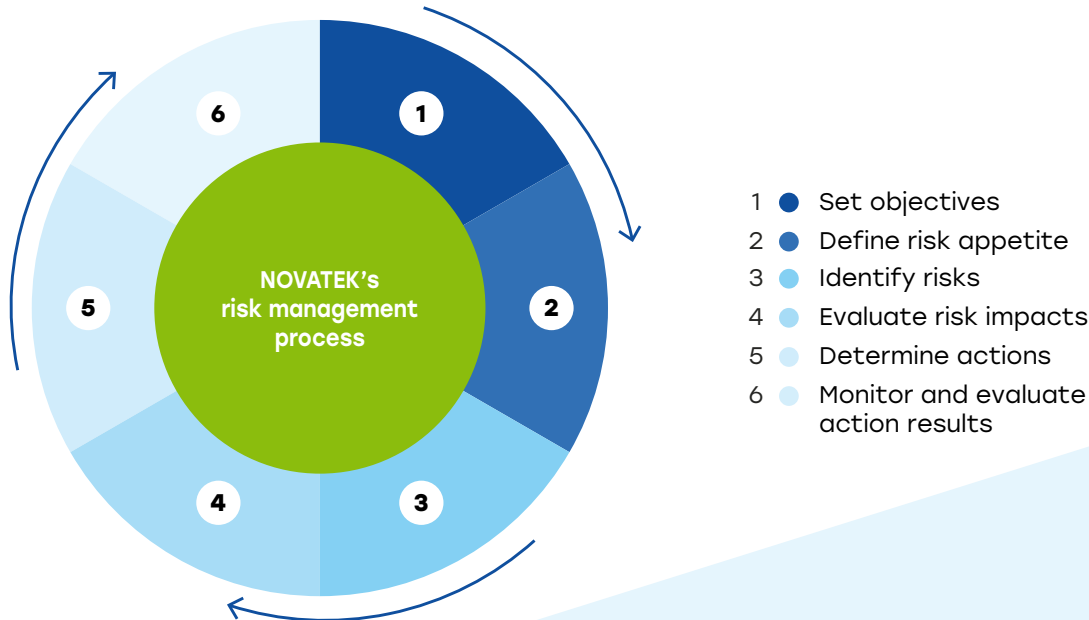 6
1
5
NOVATEK's
risk management
process
2
4
3
1 Set objectives
2 Define risk appetite
3 Identify risks
4 Evaluate risk impacts
5 Determine actions
6 Monitor and evaluate
action results